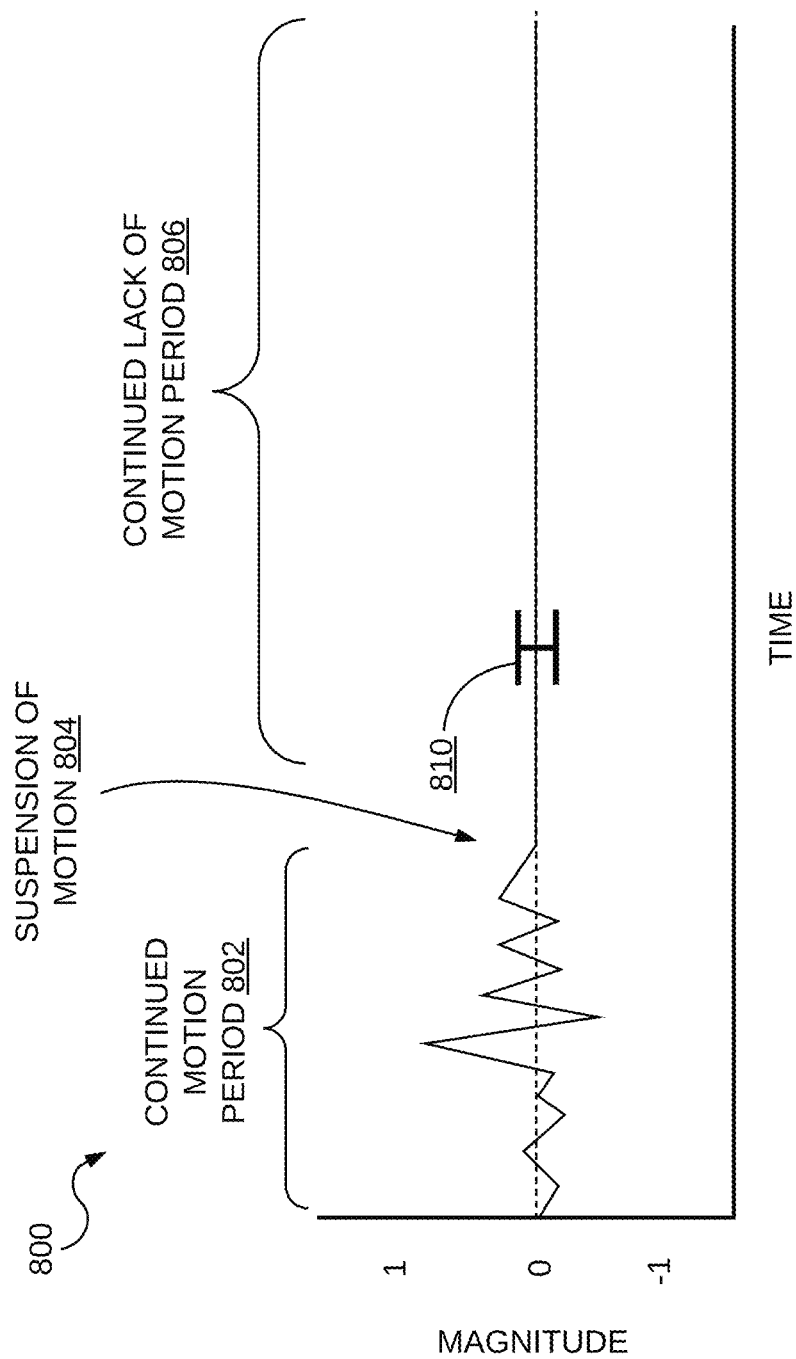 800
SUSPENSION OF
MOTION 804
CONTINUED
MOTION
PERIOD 802
CONTINUED LACK OF
MOTION PERIOD 806
810
1
0
-1
MAGNITUDE
TIME